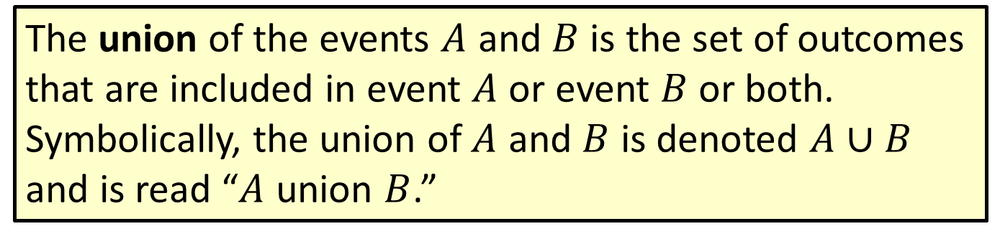 The union of the events A and B is the set of outcomes
that are included in event A or event B or both.
Symbolically, the union of A and B is denoted A ∪ B
and is read “A union B.”